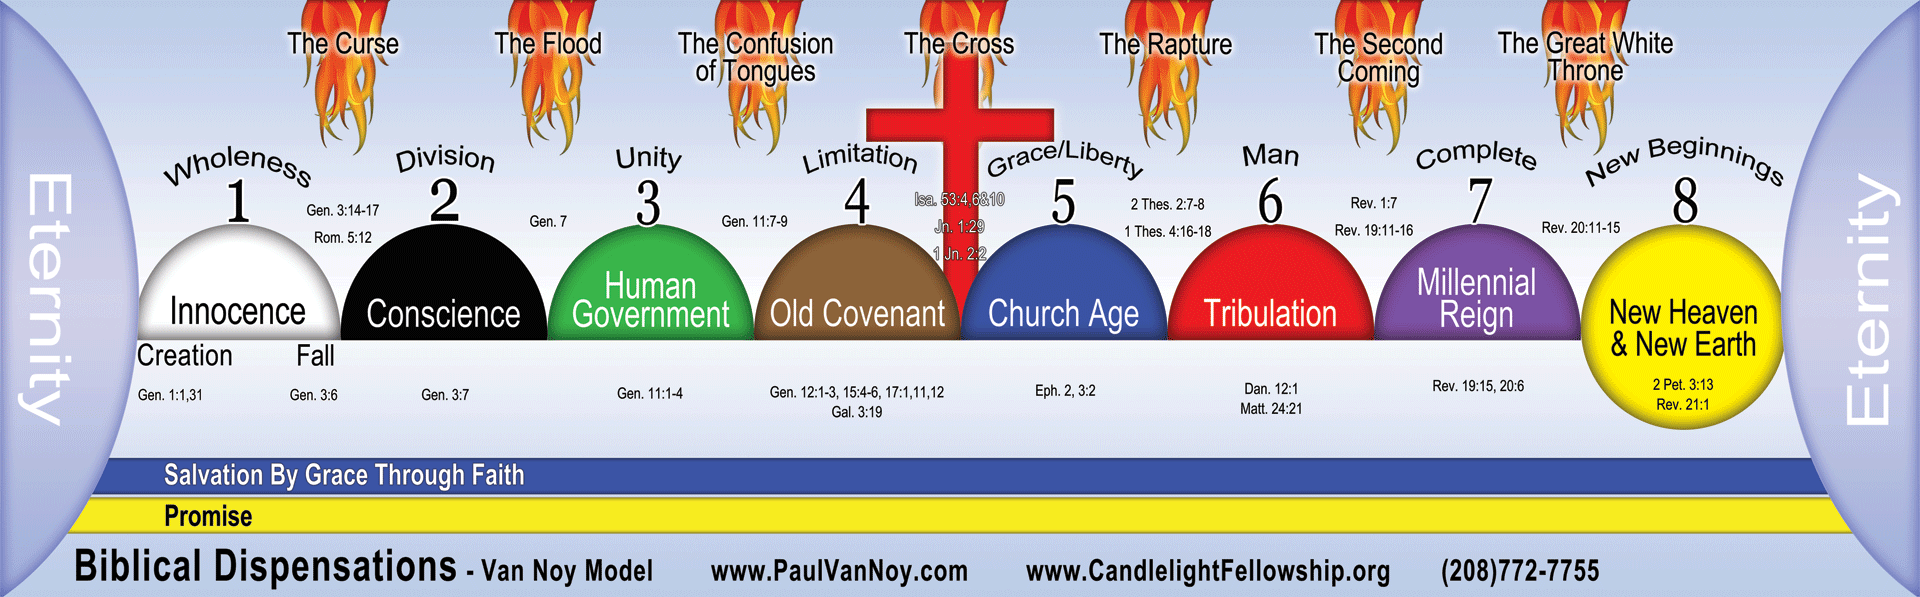 The Curse
The Flood
The Confusion
of Tongues
The Cross
The Rapture
The Second
Coming
The Great White
Throne
Eternity
Wholeness
1
Gen. 3:14-17
Rom. 5:12
Division
2
Gen. 7
Unity
3
Gen. 11:7-9
Limitation
4
Isa. 53:4,6&10
Jn. 1:29
1 Jn. 2:2
Grace/Liberty
5
2 Thes. 2:7-8
1 Thes. 4:16-18
Man
6
Rev. 1:7
Rev. 19:11-16
Complete
7
Rev. 20:11-15
New Beginnings
8
Eternity
Innocence
Conscience
Human
Government
Old Covenant
Church Age
Tribulation
Millennial
Reign
New Heaven
& New Earth
2 Pet. 3:13
Rev. 21:1
Creation
Gen. 1:1,31
Fall
Gen. 3:6
Gen. 3:7
Gen. 11:1-4
Gen. 12:1-3, 15:4-6, 17:1,11,12
Gal. 3:19
Eph. 2, 3:2
Dan. 12:1
Matt. 24:21
Rev. 19:15, 20:6
Salvation By Grace Through Faith
Promise
Biblical Dispensations - Van Noy Model www.PaulVanNoy.com www.CandlelightFellowship.org (208)772-7755